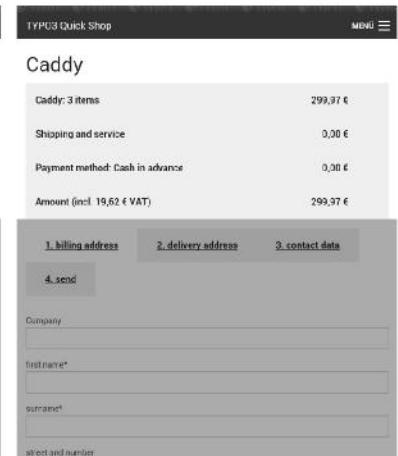 TYPO3 Quick Shop MENÜ
Caddy
Caddy: 3 items 299,97 €
Shipping and service 0,00 €
Payment method: Cash in advance 0,00 €
Amount (incl. 19,62 € VAT) 299,97 €
1. billing address 2. delivery address 3. contact data
4. send
Company
first name*
surname*
street and number